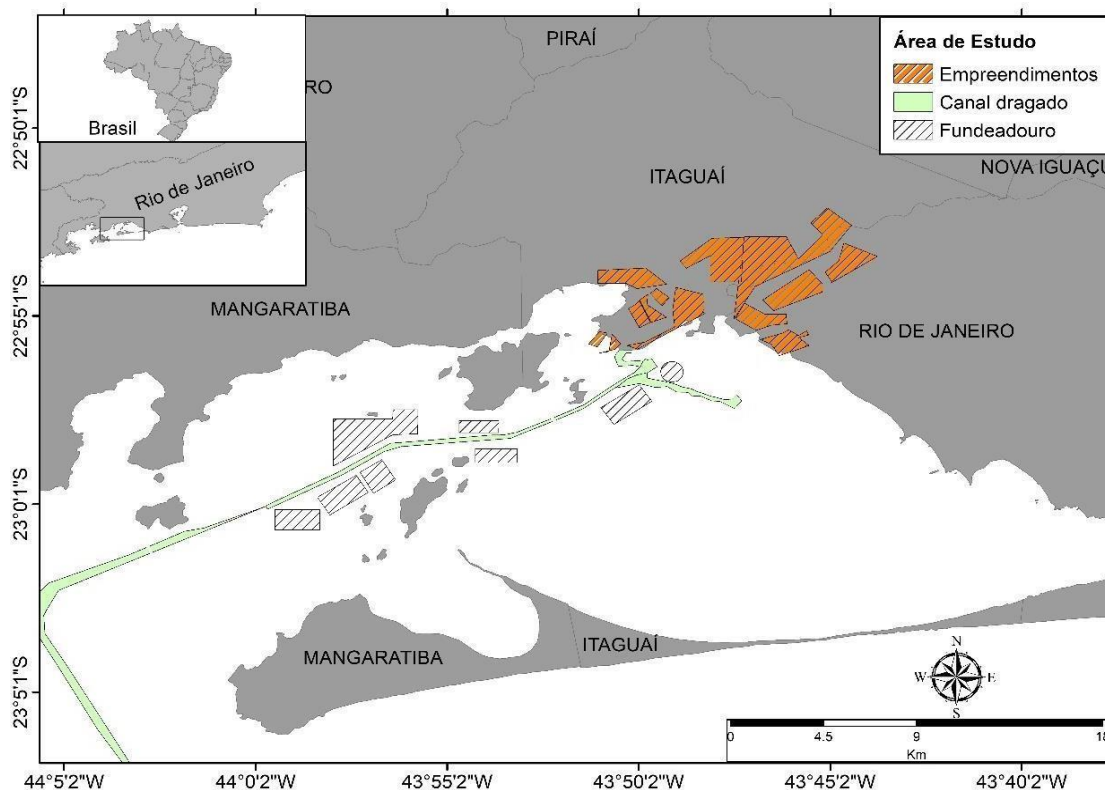 Brasil
Rio de Janeiro
RO
PIRAÍ
ITAGUAÍ
NOVA IGUAÇU
MANGARATIBA
RIO DE JANEIRO
MANGARATIBA
ITAGUAÍ
Área de Estudo
Empreendimentos
Canal dragado
Fundeadouro
22°50'1"S
22°55'1"S
23°0'1"S
23°5'1"S
N
W
E
S
0
4.5
9
18
Km
44°5'2"W
44°0'2"W
43°55'2"W
43°50'2"W
43°45'2"W
43°40'2"W